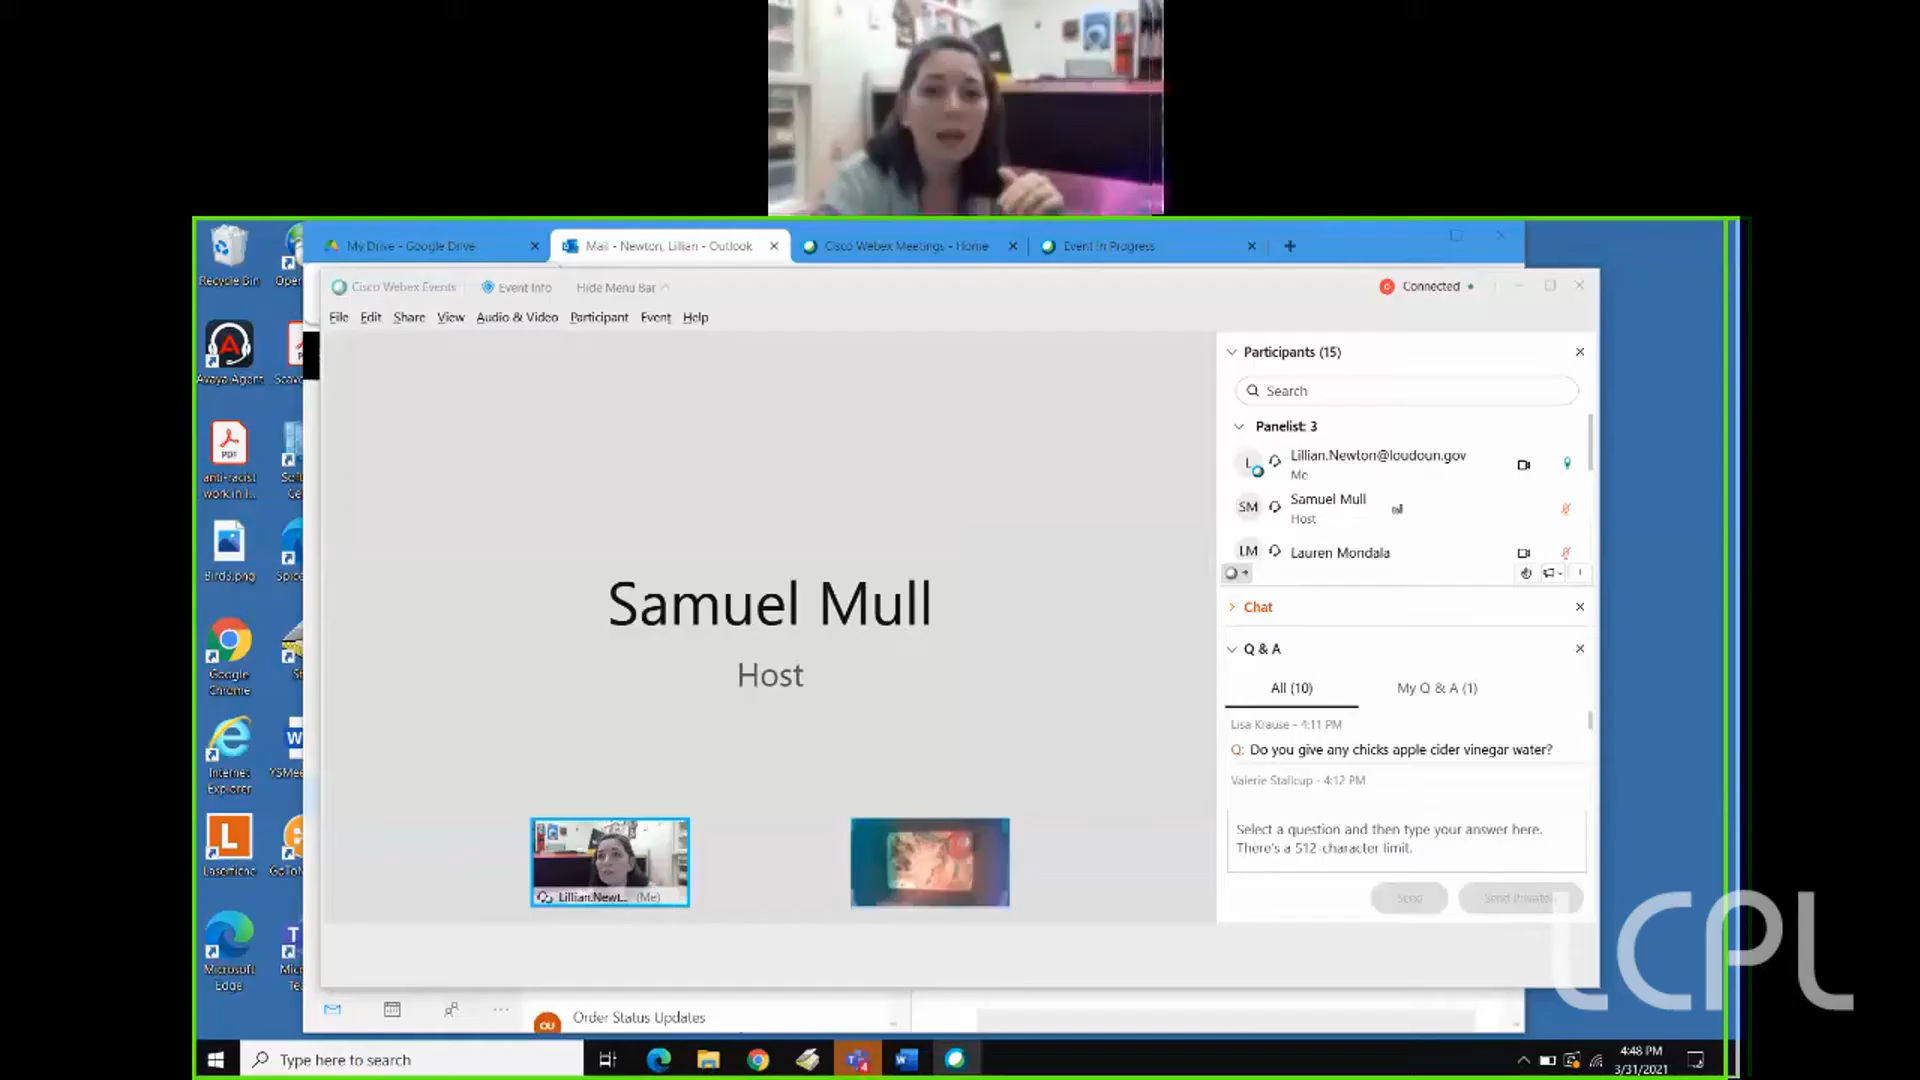 My Drive - Google Drive
Mail - Newton, Lillian - Outlook
Cisco Webex Meetings - Home
Event In Progress
Cisco Webex Events
Event Info
Hide Menu Bar
Connected
File Edit Share View Audio & Video Participant Event Help
Recycle Bin
Avaya Agent
PDF
anti-racist
work in l...
Bird3.png
Google
Chrome
Internet
Explorer
Laserfiche
Microsoft
Edge
Participants (15)
Search
Panelist: 3
L
Lillian.Newton@loudoun.gov
Me
SM
Samuel Mull
Host
LM
Lauren Mondala
Samuel Mull
Host
Chat
Q & A
All (10)
My Q & A (1)
Lisa Krause - 4:11 PM
Q: Do you give any chicks apple cider vinegar water?
Valerie Stallcup - 4:12 PM
Select a question and then type your answer here.
There's a 512-character limit.
Send
Lillian.Newt... (Me)
LCPL
OU
Order Status Updates
Type here to search
4:48 PM
3/31/2021